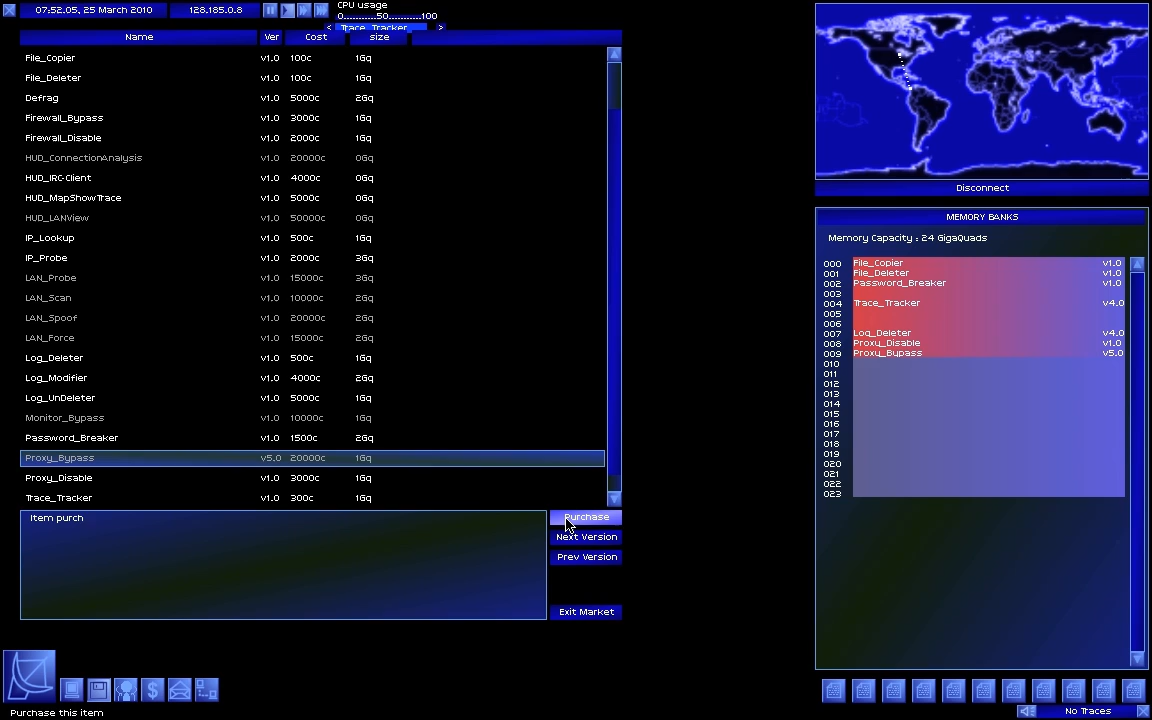 07:52.05, 25 March 2010 128.185.0.8 CPU usage
0..........50..........100
< Trace_Tracker >
Name Ver Cost size
File_Copier v1.0 100c 1Gq
File_Deleter v1.0 100c 1Gq
Defrag v1.0 5000c 2Gq
Firewall_Bypass v1.0 3000c 1Gq
Firewall_Disable v1.0 2000c 1Gq
HUD_ConnectionAnalysis v1.0 20000c 0Gq
HUD_IRC-Client v1.0 4000c 0Gq
HUD_MapShowTrace v1.0 5000c 0Gq
HUD_LANView v1.0 50000c 0Gq
IP_Lookup v1.0 500c 1Gq
IP_Probe v1.0 2000c 3Gq
LAN_Probe v1.0 15000c 3Gq
LAN_Scan v1.0 10000c 2Gq
LAN_Spoof v1.0 20000c 2Gq
LAN_Force v1.0 15000c 2Gq
Log_Deleter v1.0 500c 1Gq
Log_Modifier v1.0 4000c 2Gq
Log_UnDeleter v1.0 5000c 1Gq
Monitor_Bypass v1.0 10000c 1Gq
Password_Breaker v1.0 1500c 2Gq
Proxy_Bypass v5.0 20000c 1Gq
Proxy_Disable v1.0 3000c 1Gq
Trace_Tracker v1.0 300c 1Gq
Item purch
Purchase
Next Version
Prev Version
Exit Market
Purchase this item
Disconnect
MEMORY BANKS
Memory Capacity : 24 GigaQuads
000 File_Copier v1.0
001 File_Deleter v1.0
002 Password_Breaker v1.0
003
004 Trace_Tracker v4.0
005
006
007 Log_Deleter v4.0
008 Proxy_Disable v1.0
009 Proxy_Bypass v5.0
010
011
012
013
014
015
016
017
018
019
020
021
022
023
No Traces